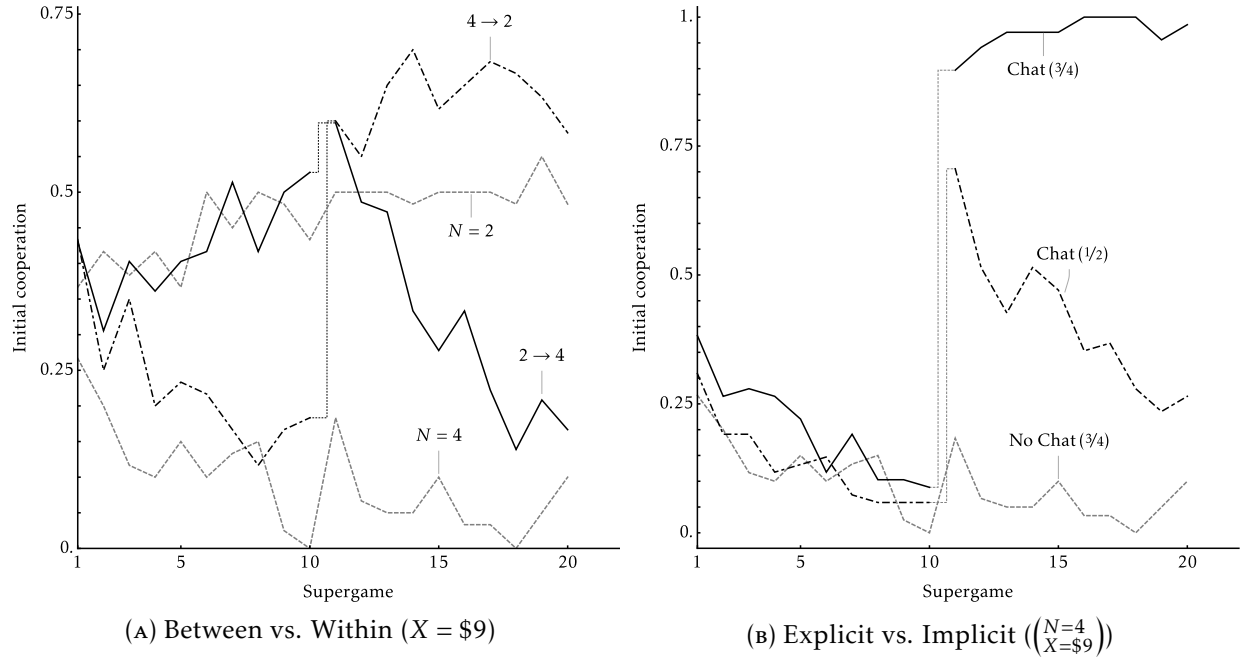 0.75
0.5
0.25
0.
Initial cooperation
4 → 2
N = 2
2 → 4
N = 4
1 5 10 15 20
Supergame
(A) Between vs. Within (X = $9)
1.
0.75
0.5
0.25
0.
Initial cooperation
Chat (3/4)
Chat (1/2)
No Chat (3/4)
1 5 10 15 20
Supergame
(B) Explicit vs. Implicit ((N=4
X=$9))